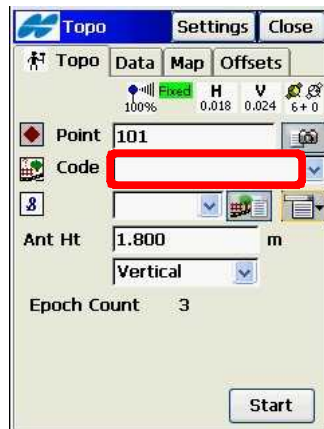 Topo Settings Close
Topo Data Map Offsets
Fixed H V
100% 0.018 0.024 6+0
Point 101
Code
Ant Ht 1.800 m
Vertical
Epoch Count 3
Start